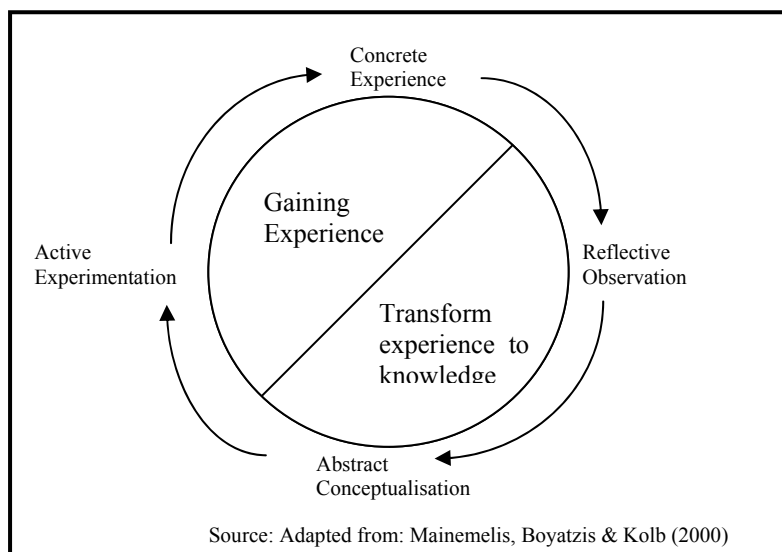 Concrete
Experience
Gaining
Experience
Active
Experimentation
Reflective
Observation
Transform
experience to
knowledge
Abstract
Conceptualisation
Source: Adapted from: Mainemelis, Boyatzis & Kolb (2000)